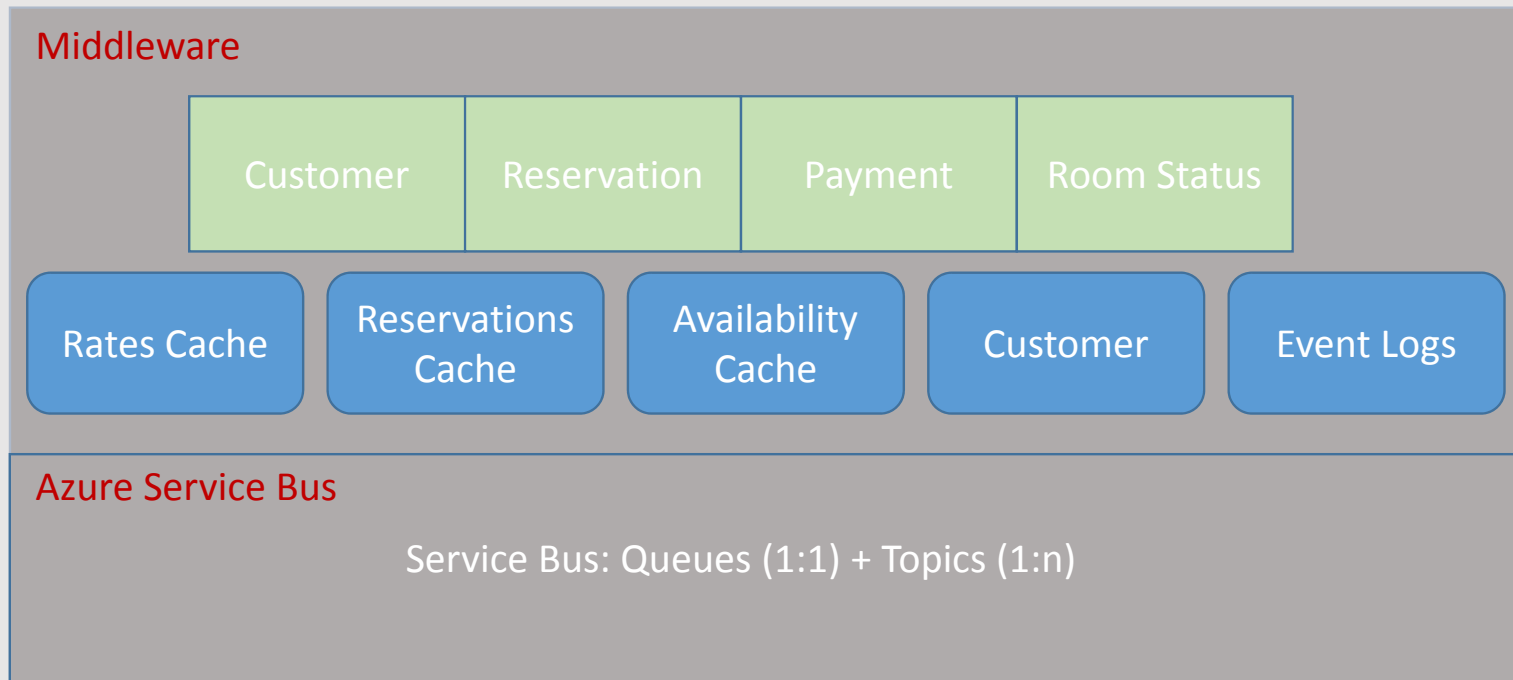 Middleware
Customer
Reservation
Payment
Room Status
Rates Cache
Reservations
Cache
Availability
Cache
Customer
Event Logs
Azure Service Bus
Service Bus: Queues (1:1) + Topics (1:n)